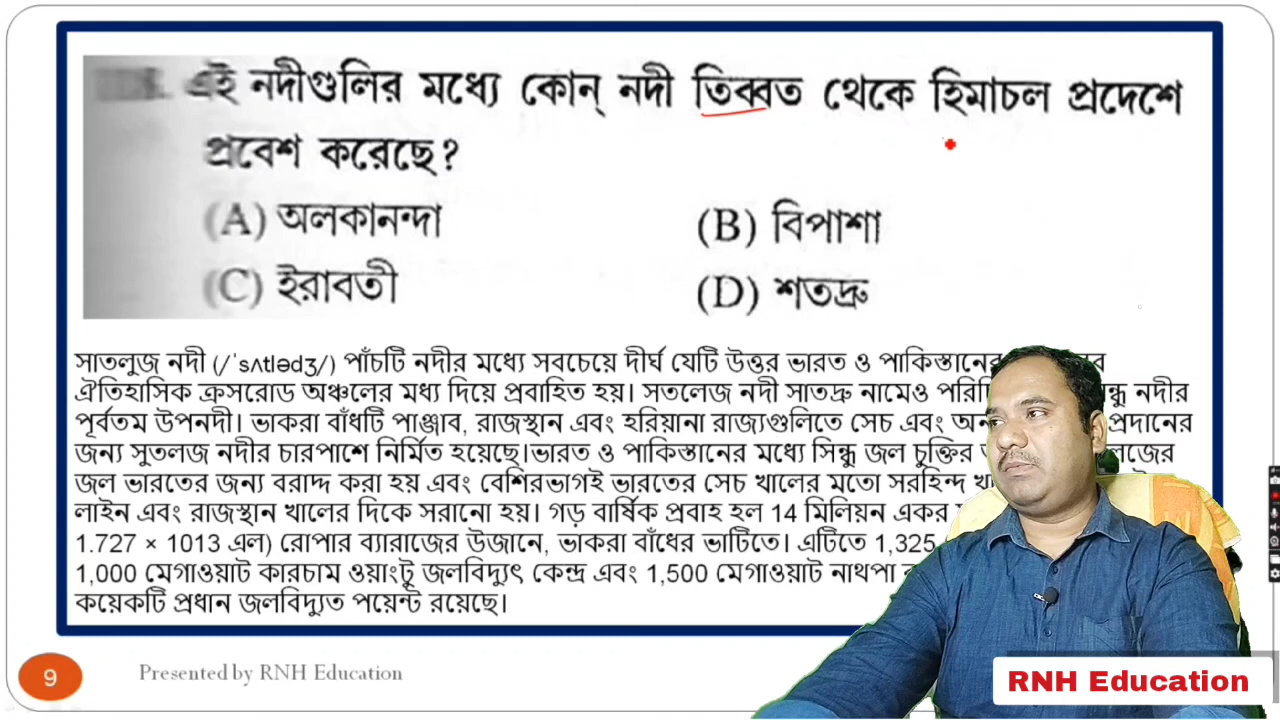 এই নদীগুলির মধ্যে কোন্ নদী তিব্বত থেকে হিমাচল প্রদেশে
প্রবেশ করেছে?
(A) অলকানন্দা
(B) বিপাশা
(C) ইরাবতী
(D) শতদ্রু
সাতলুজ নদী (/ˈsʌtlədʒ/) পাঁচটি নদীর মধ্যে সবচেয়ে দীর্ঘ যেটি উত্তর ভারত ও পাকিস্তানের
ঐতিহাসিক ক্রসরোড অঞ্চলের মধ্য দিয়ে প্রবাহিত হয়। সতলেজ নদী সাতদ্রু নামেও নদীর
পূর্বতম উপনদী। ভাকরা বাঁধটি পাঞ্জাব, রাজস্থান এবং হরিয়ানা রাজ্যগুলিতে সেচ এবং প্রদানের
জন্য সুতলজ নদীর চারপাশে নির্মিত হয়েছে।ভারত ও পাকিস্তানের মধ্যে সিন্ধু জল চুক্তির
জল ভারতের জন্য বরাদ্দ করা হয় এবং বেশিরভাগই ভারতের সেচ খালের মতো সরহিন্দ
লাইন এবং রাজস্থান খালের দিকে সরানো হয়। গড় বার্ষিক প্রবাহ হল 14 মিলিয়ন একর
1.727 × 1013 এল) রোপার ব্যারাজের উজানে, ভাকরা বাঁধের ভাটিতে। এটিতে 1,325
1,000 মেগাওয়াট কারচাম ওয়াংটু জলবিদ্যুৎ কেন্দ্র এবং 1,500 মেগাওয়াট নাথপা
কয়েকটি প্রধান জলবিদ্যুত পয়েন্ট রয়েছে।
9
Presented by RNH Education
RNH Education